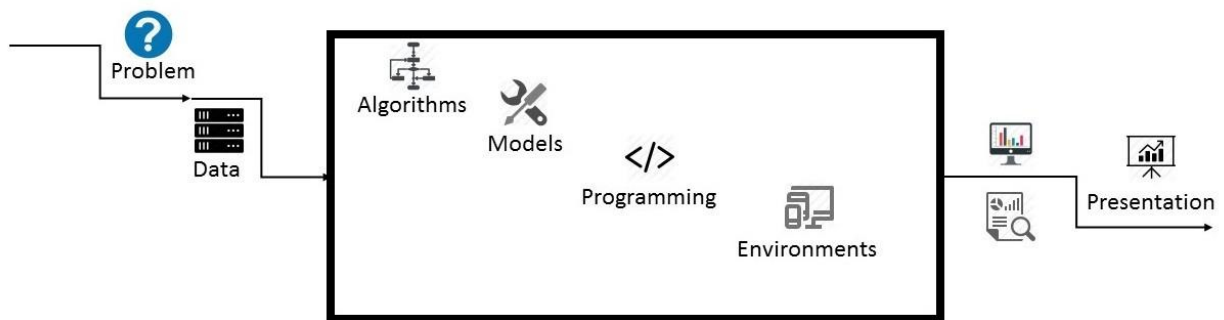 ?
Problem
Data
Algorithms
Models
</>
Programming
Environments
Presentation